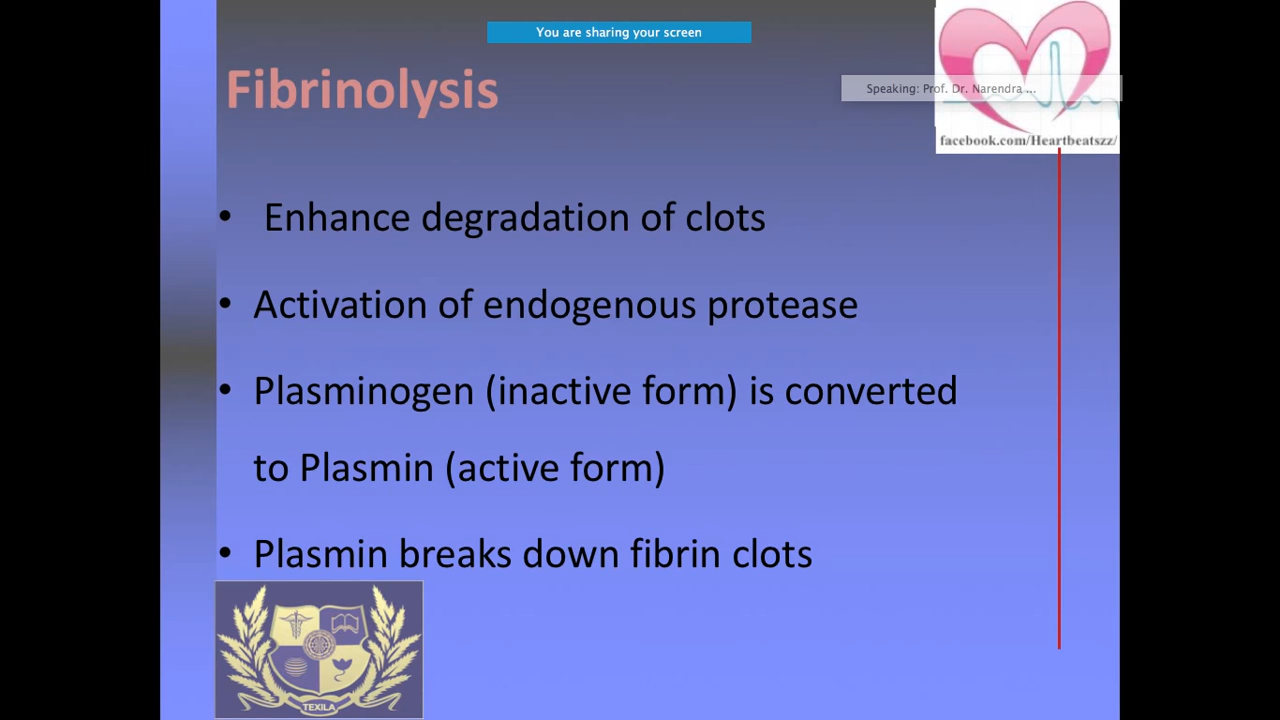 You are sharing your screen
Fibrinolysis
Speaking: Prof. Dr. Narendra ...
facebook.com/Heartbeatszz/
• Enhance degradation of clots
• Activation of endogenous protease
• Plasminogen (inactive form) is converted
to Plasmin (active form)
• Plasmin breaks down fibrin clots
TEXILA